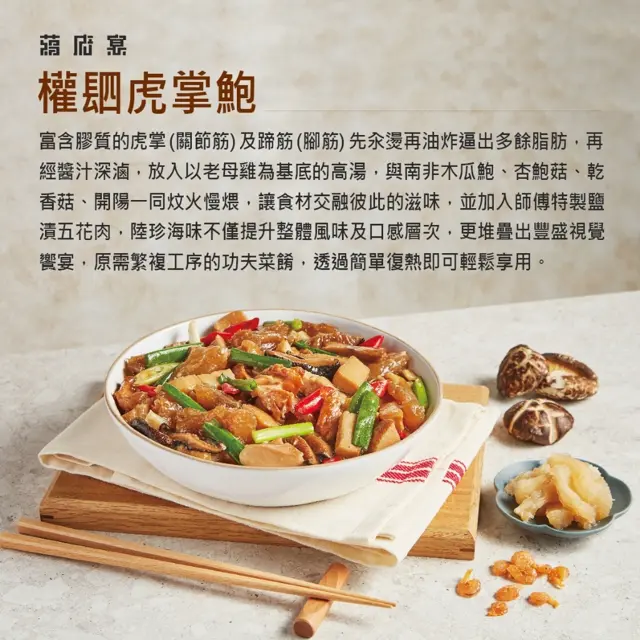 權駟虎掌鮑
富含膠質的虎掌(關節筋)及蹄筋(腳筋)先汆燙再油炸逼出多餘脂肪,再
經醬汁深滷,放入以老母雞為基底的高湯,與南非木瓜鮑、杏鮑菇、乾
香菇、開陽一同炆火慢煨,讓食材交融彼此的滋味,並加入師傅特製鹽
漬五花肉,陸珍海味不僅提升整體風味及口感層次,更堆疊出豐盛視覺
饗宴,原需繁複工序的功夫菜餚,透過簡單復熱即可輕鬆享用。